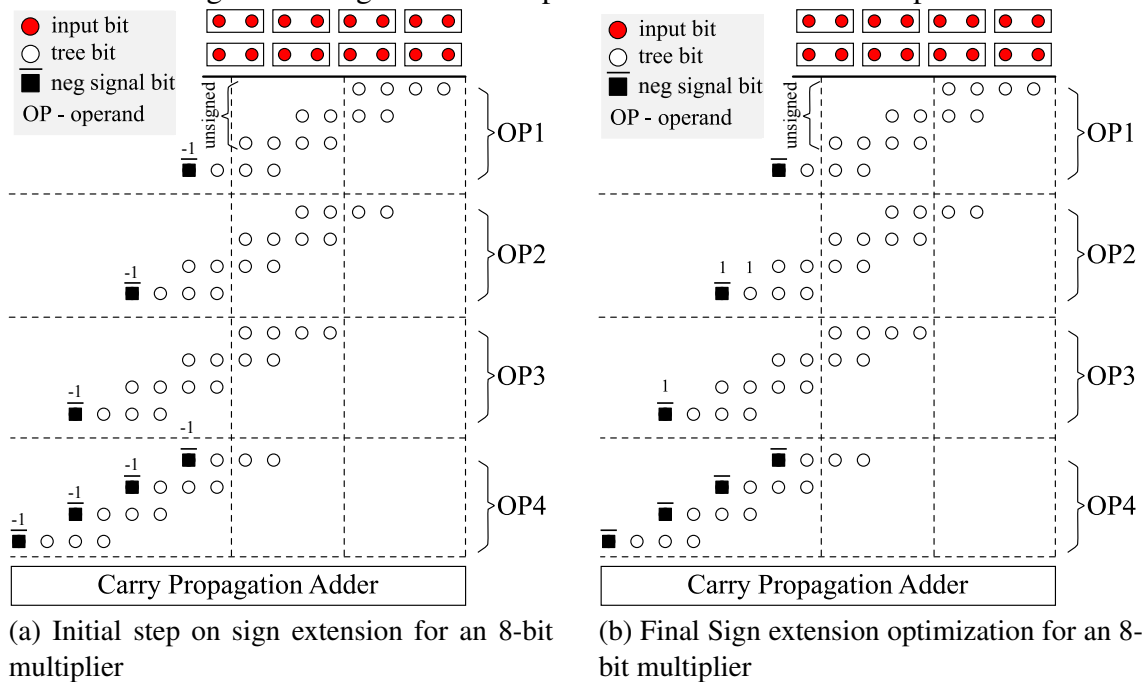 input bit
tree bit
neg signal bit
OP - operand
unsigned
-1
OP1
-1
OP2
-1
OP3
-1
-1
-1
-1
OP4
Carry Propagation Adder
(a) Initial step on sign extension for an 8-bit
multiplier
input bit
tree bit
neg signal bit
OP - operand
unsigned
OP1
1 1
OP2
1
OP3
OP4
Carry Propagation Adder
(b) Final Sign extension optimization for an 8-
bit multiplier